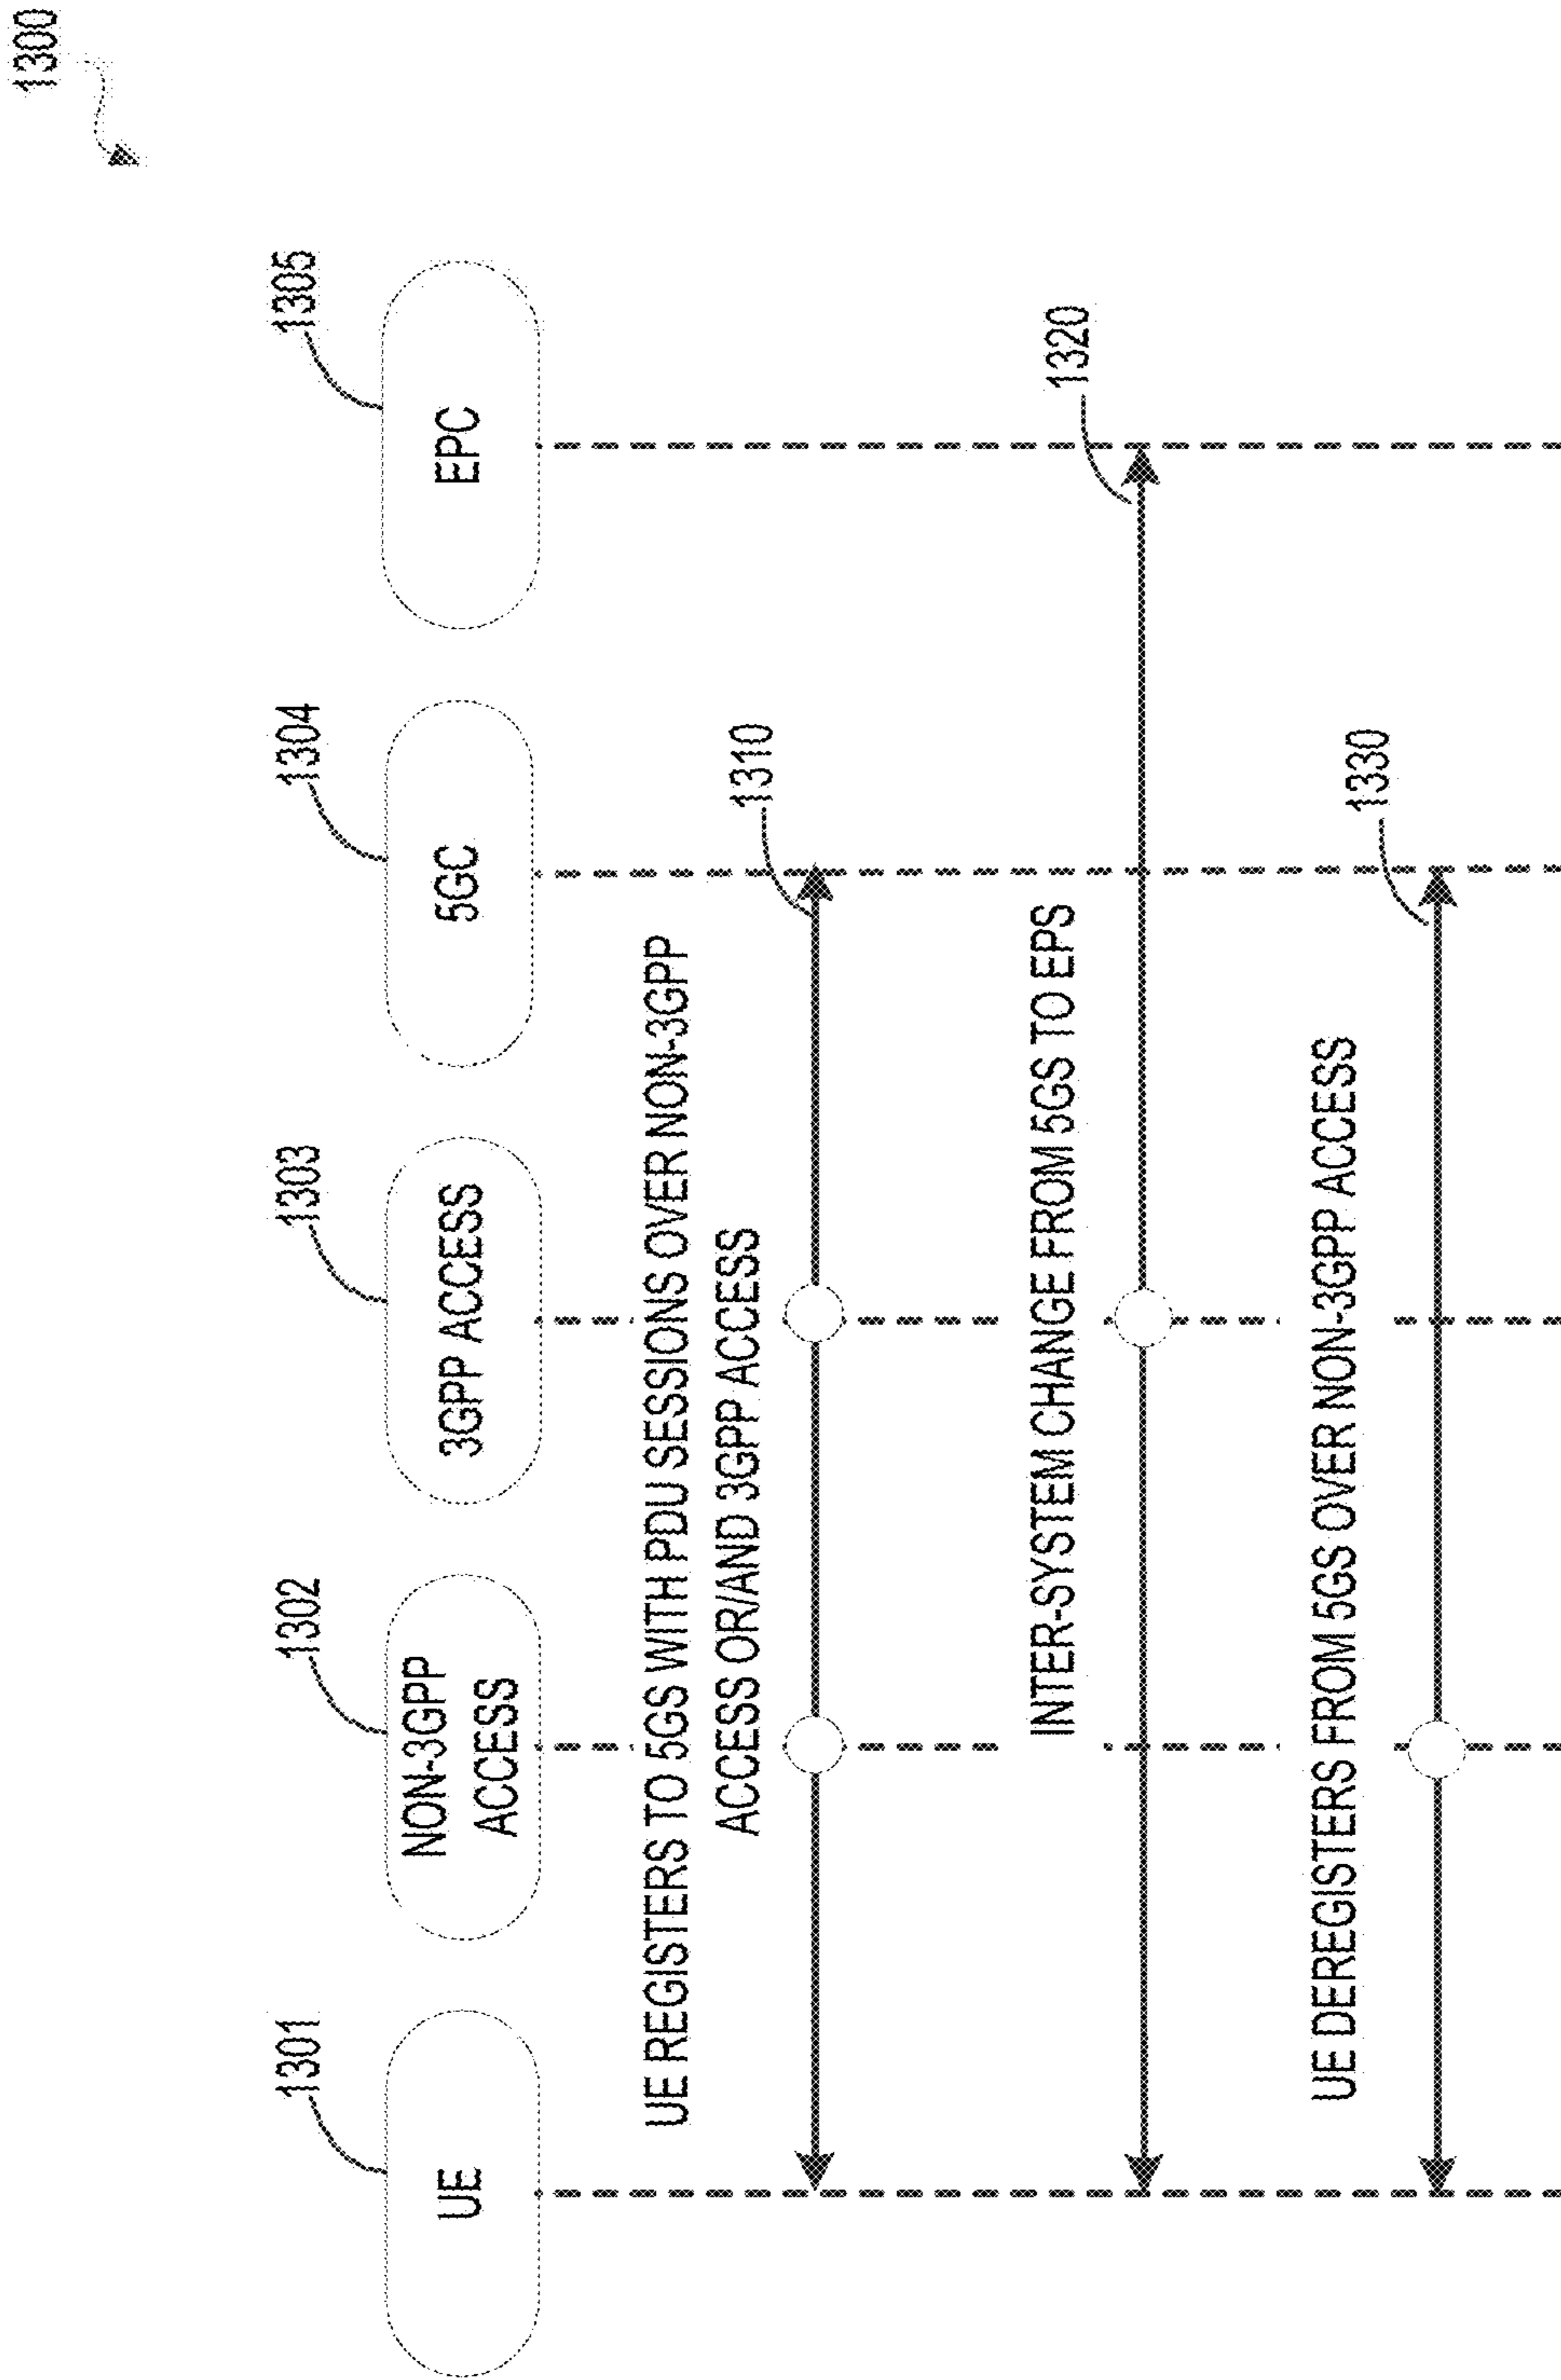 1300
1301
1302
1303
1304
1305
UE
NON-3GPP
ACCESS
3GPP ACCESS
5GC
EPC
UE REGISTERS TO 5GS WITH PDU SESSIONS OVER NON-3GPP
ACCESS OR/AND 3GPP ACCESS
1310
INTER-SYSTEM CHANGE FROM 5GS TO EPS
1320
UE DEREGISTERS FROM 5GS OVER NON-3GPP ACCESS
1330